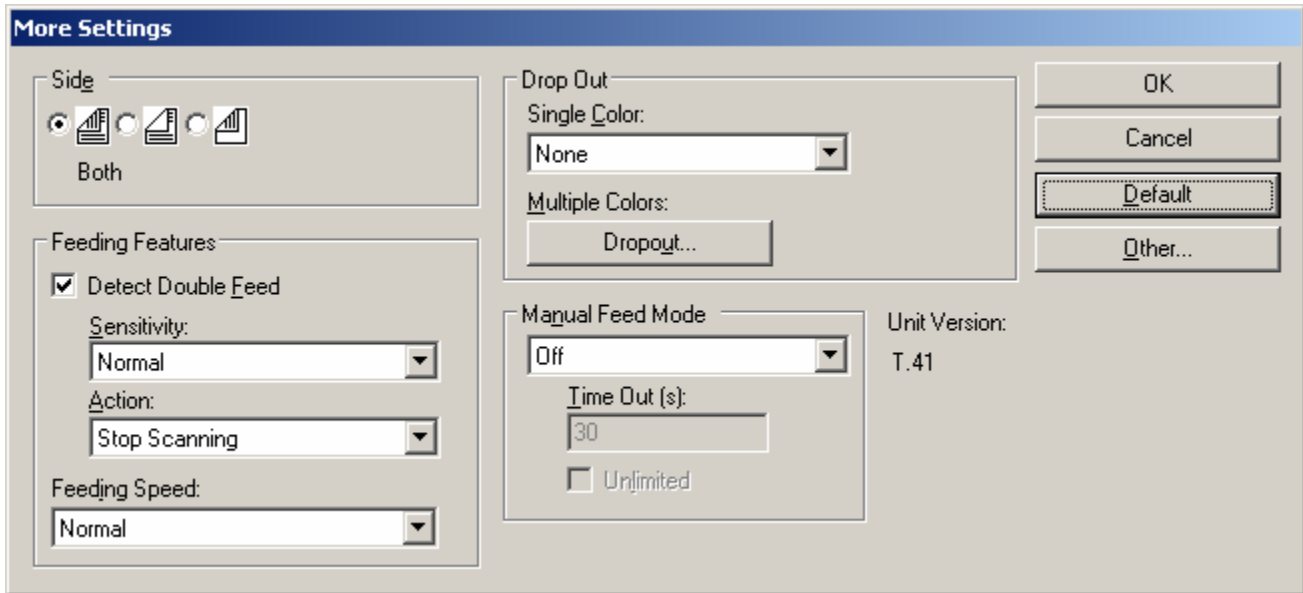 More Settings
Side
Both
Feeding Features
Detect Double Feed
Sensitivity:
Normal
Action:
Stop Scanning
Feeding Speed:
Normal
Drop Out
Single Color:
None
Multiple Colors:
Dropout...
Manual Feed Mode
Off
Time Out (s):
30
Unlimited
OK
Cancel
Default
Other...
Unit Version:
T.41